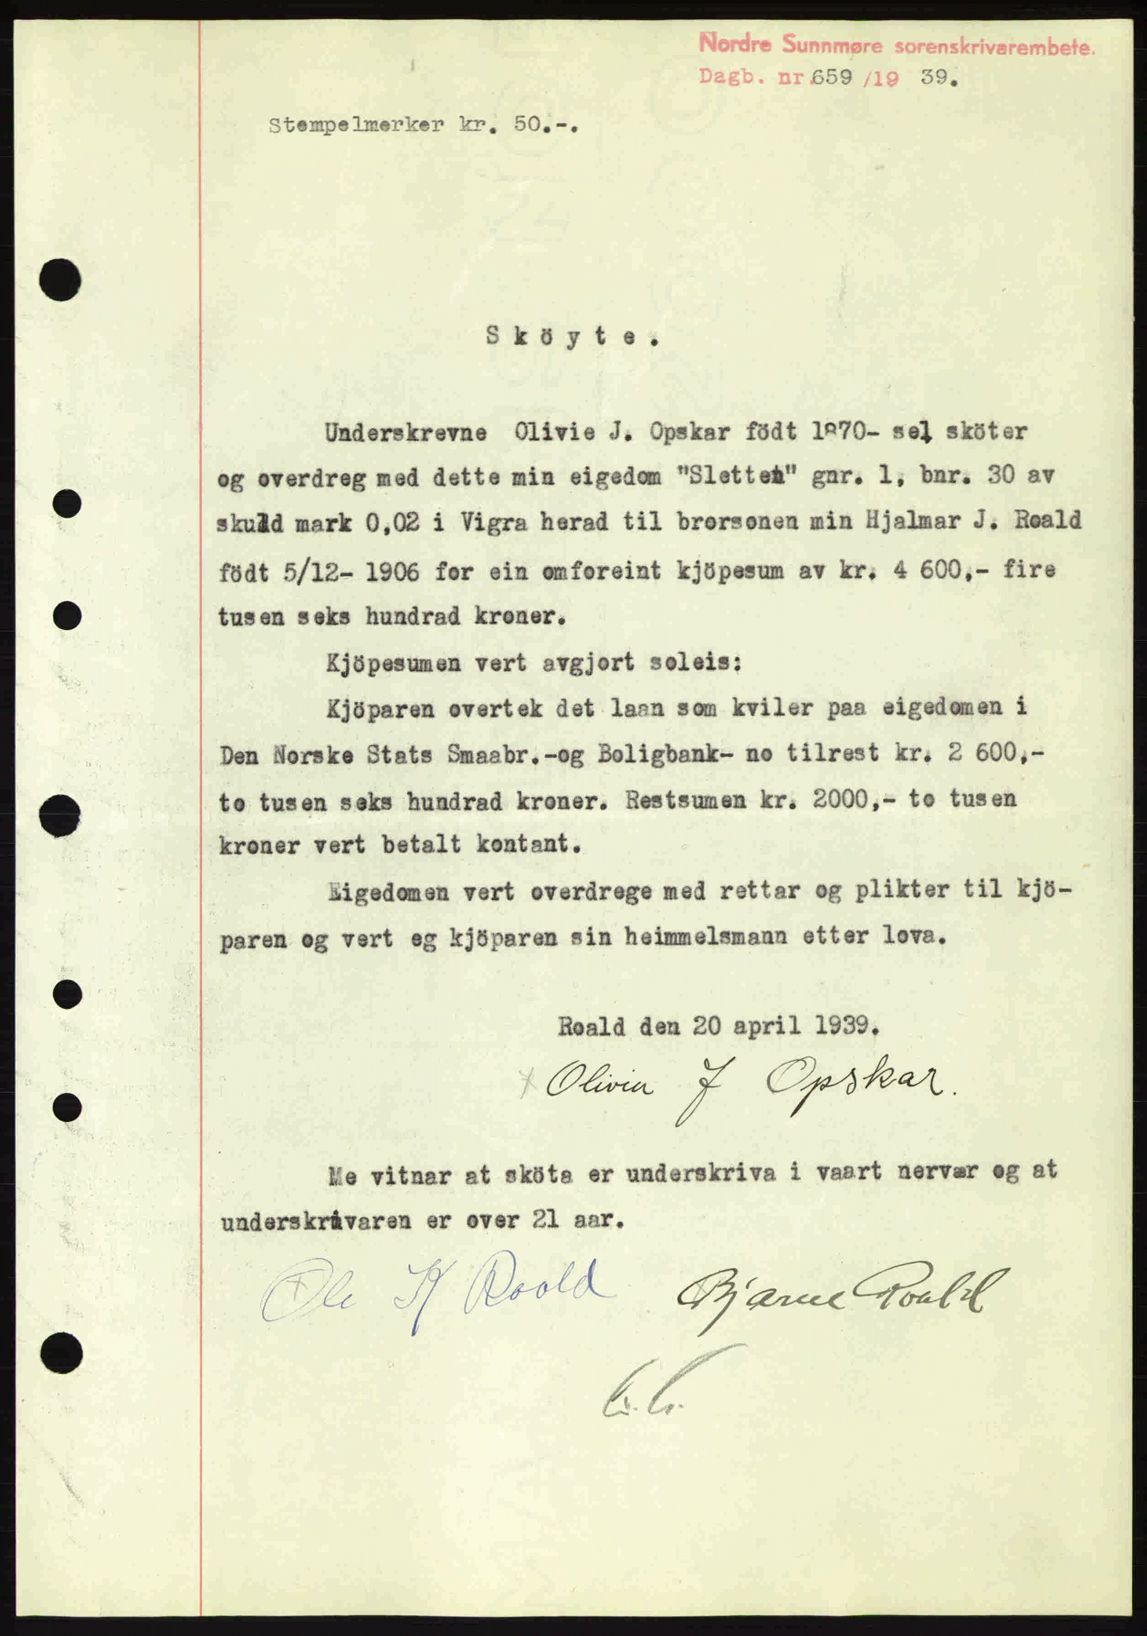 Nordre Sunnmøre sorenskrivarembete.
Dagb. nr. 659 /19 39.
Stempelmerker kr. 50.-.
Sköyte.
Underskrevne Olivie J. Opskar födt 1870- sel sköter
og overdreg med dette min eigedom "Sletten" gnr. 1, bnr. 30 av
skuld mark 0,02 i Vigra herad til brorsonen min Hjalmar J. Roald
födt 5/12- 1906 for ein omforeint kjöpesum av kr. 4 600,- fire
tusen seks hundrad kroner.
Kjöpesumen vert avgjort soleis:
Kjöparen overtek det laan som kviler paa eigedomen i
Den Norske Stats Smaabr.-og Boligbank- no tilrest kr. 2 600,-
to tusen seks hundrad kroner. Restsumen kr. 2000,- to tusen
kroner vert betalt kontant.
Eigedomen vert overdrege med rettar og plikter til kjö-
paren og vert eg kjöparen sin heimmelsmann etter lova.
Roald den 20 april 1939.
Olivia J Opskar.
Me vitnar at sköta er underskriva i vaart nervær og at
underskrivaren er over 21 aar.
Ole K Roald Bjarne Roald